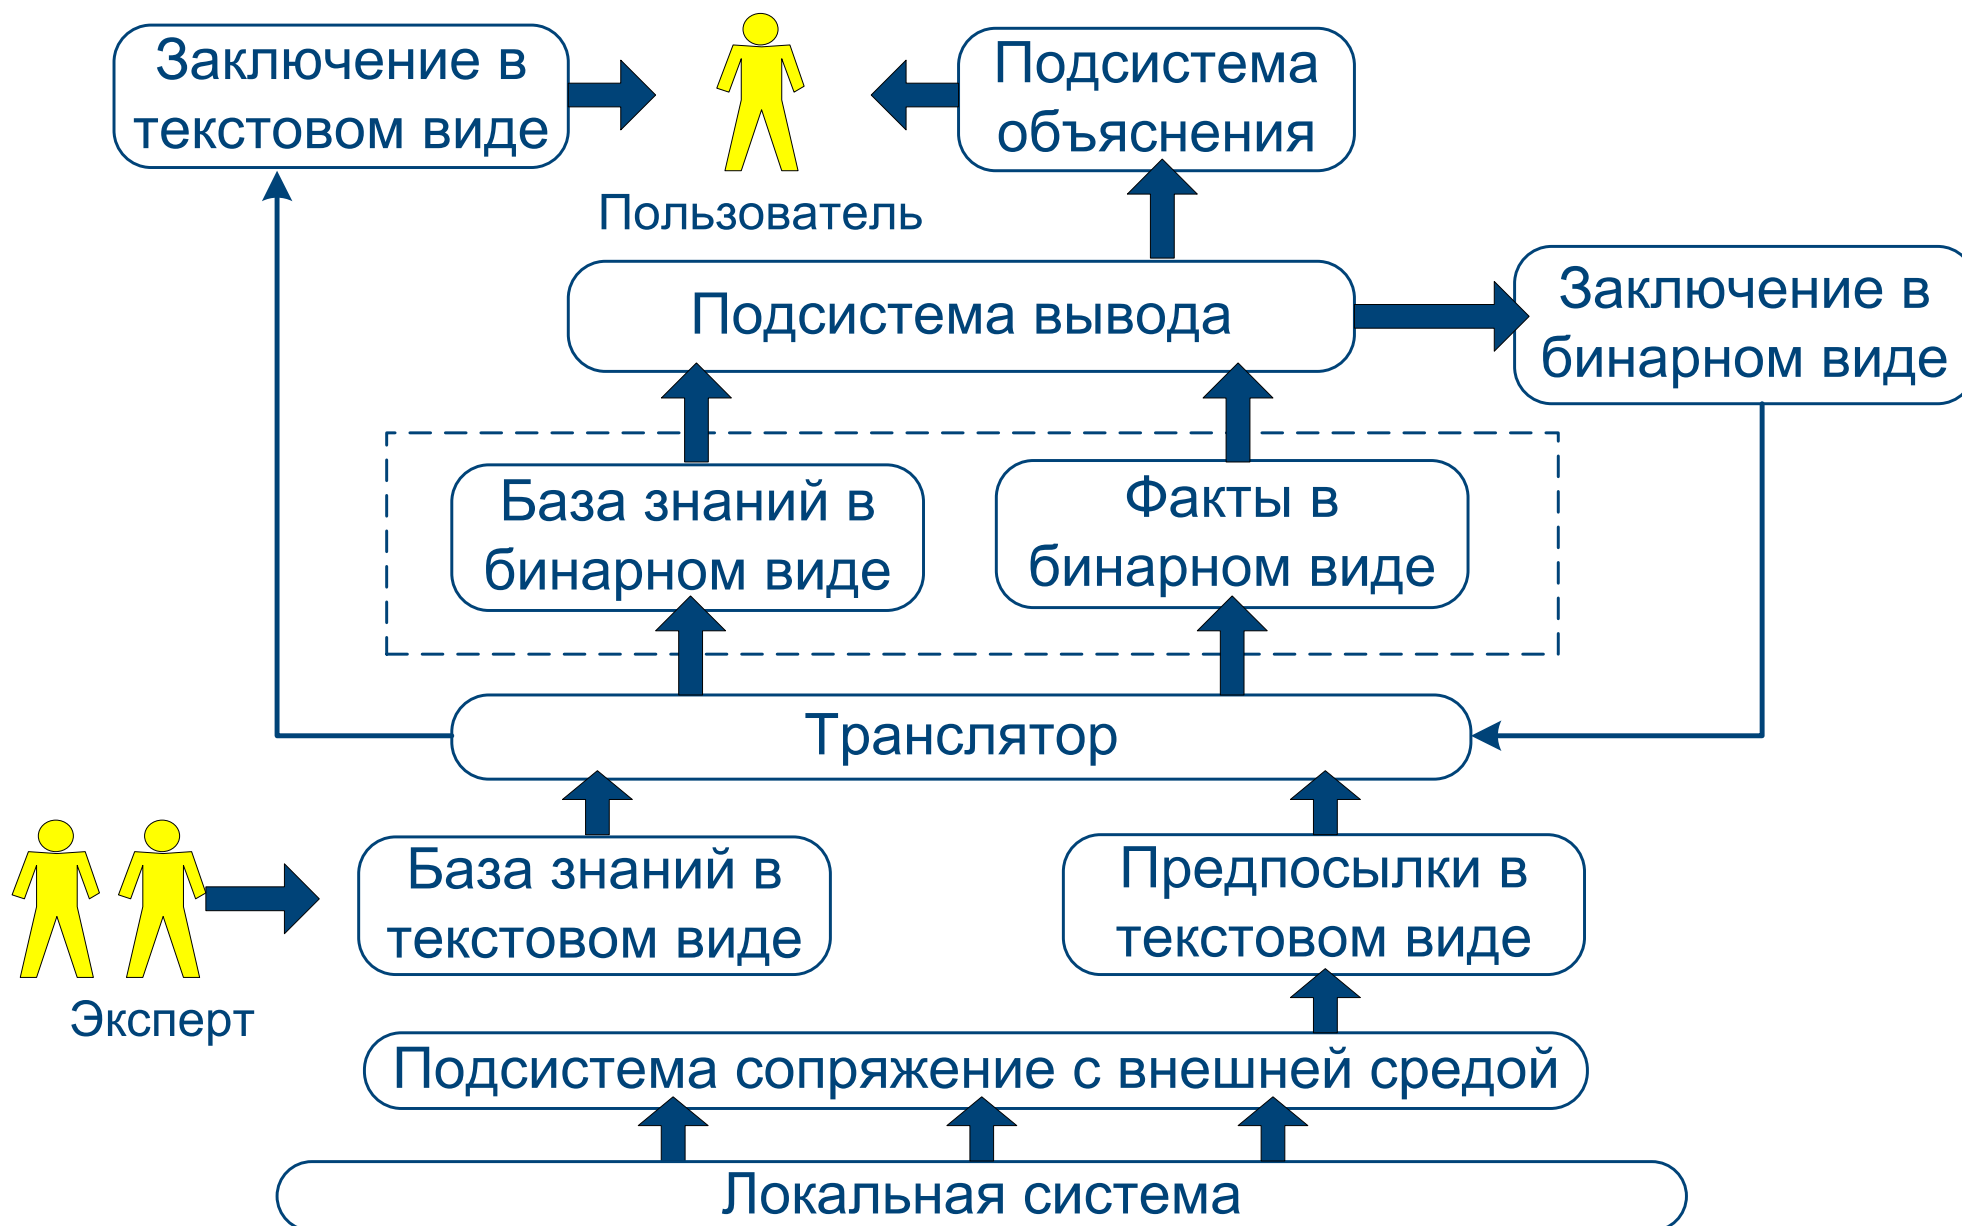 Заключение в
текстовом виде
Подсистема
объяснения
Пользователь
Подсистема вывода
Заключение в
бинарном виде
База знаний в
бинарном виде
Факты в
бинарном виде
Транслятор
База знаний в
текстовом виде
Предпосылки в
текстовом виде
Эксперт
Подсистема сопряжение с внешней средой
Локальная система